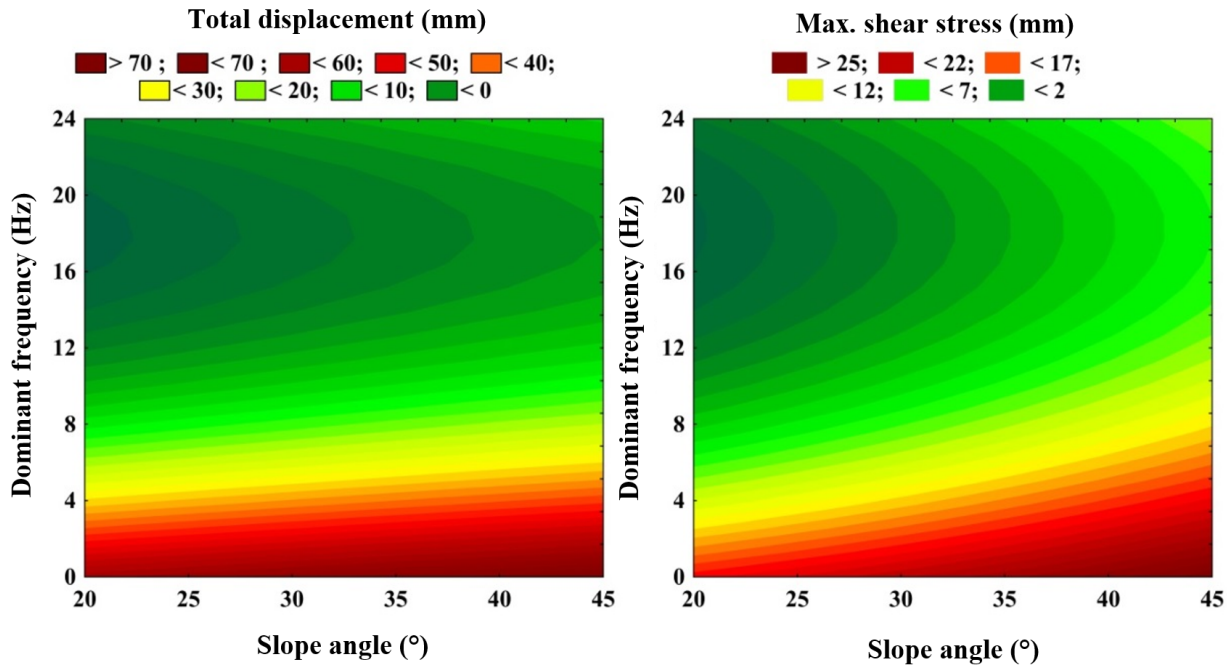 Total displacement (mm)
> 70 ; < 70 ; < 60; < 50; < 40;
< 30; < 20; < 10; < 0
Dominant frequency (Hz)
24
20
16
12
8
4
0
20 25 30 35 40 45
Slope angle (°)
Max. shear stress (mm)
> 25; < 22; < 17;
< 12; < 7; < 2
Dominant frequency (Hz)
24
20
16
12
8
4
0
20 25 30 35 40 45
Slope angle (°)